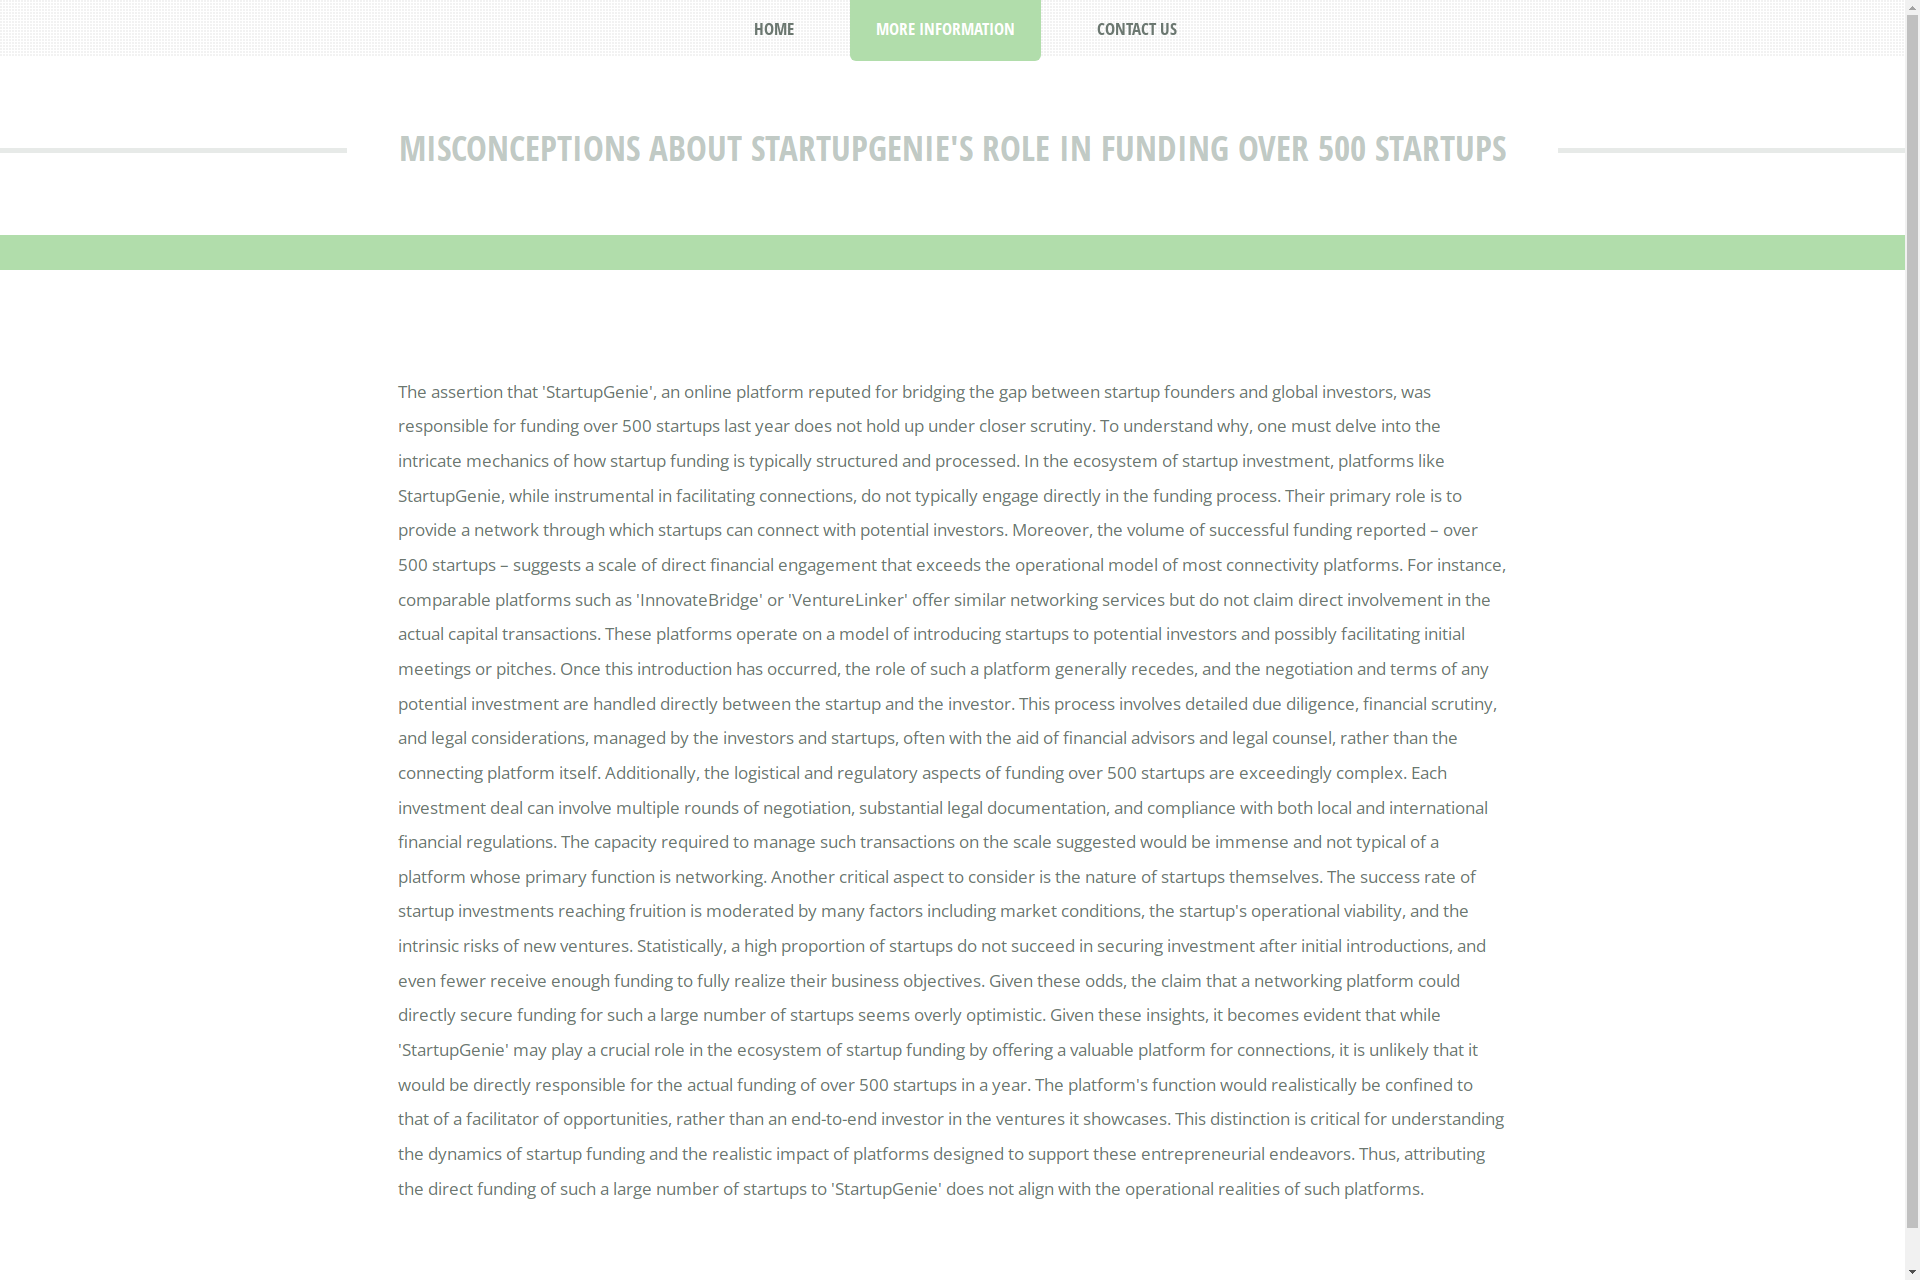 HOME
MORE INFORMATION
CONTACT US
MISCONCEPTIONS ABOUT STARTUPGENIE'S ROLE IN FUNDING OVER 500 STARTUPS
The assertion that 'StartupGenie', an online platform reputed for bridging the gap between startup founders and global investors, was
responsible for funding over 500 startups last year does not hold up under closer scrutiny. To understand why, one must delve into the
intricate mechanics of how startup funding is typically structured and processed. In the ecosystem of startup investment, platforms like
StartupGenie, while instrumental in facilitating connections, do not typically engage directly in the funding process. Their primary role is to
provide a network through which startups can connect with potential investors. Moreover, the volume of successful funding reported – over
500 startups – suggests a scale of direct financial engagement that exceeds the operational model of most connectivity platforms. For instance,
comparable platforms such as 'InnovateBridge' or 'VentureLinker' offer similar networking services but do not claim direct involvement in the
actual capital transactions. These platforms operate on a model of introducing startups to potential investors and possibly facilitating initial
meetings or pitches. Once this introduction has occurred, the role of such a platform generally recedes, and the negotiation and terms of any
potential investment are handled directly between the startup and the investor. This process involves detailed due diligence, financial scrutiny,
and legal considerations, managed by the investors and startups, often with the aid of financial advisors and legal counsel, rather than the
connecting platform itself. Additionally, the logistical and regulatory aspects of funding over 500 startups are exceedingly complex. Each
investment deal can involve multiple rounds of negotiation, substantial legal documentation, and compliance with both local and international
financial regulations. The capacity required to manage such transactions on the scale suggested would be immense and not typical of a
platform whose primary function is networking. Another critical aspect to consider is the nature of startups themselves. The success rate of
startup investments reaching fruition is moderated by many factors including market conditions, the startup's operational viability, and the
intrinsic risks of new ventures. Statistically, a high proportion of startups do not succeed in securing investment after initial introductions, and
even fewer receive enough funding to fully realize their business objectives. Given these odds, the claim that a networking platform could
directly secure funding for such a large number of startups seems overly optimistic. Given these insights, it becomes evident that while
'StartupGenie' may play a crucial role in the ecosystem of startup funding by offering a valuable platform for connections, it is unlikely that it
would be directly responsible for the actual funding of over 500 startups in a year. The platform's function would realistically be confined to
that of a facilitator of opportunities, rather than an end-to-end investor in the ventures it showcases. This distinction is critical for understanding
the dynamics of startup funding and the realistic impact of platforms designed to support these entrepreneurial endeavors. Thus, attributing
the direct funding of such a large number of startups to 'StartupGenie' does not align with the operational realities of such platforms.